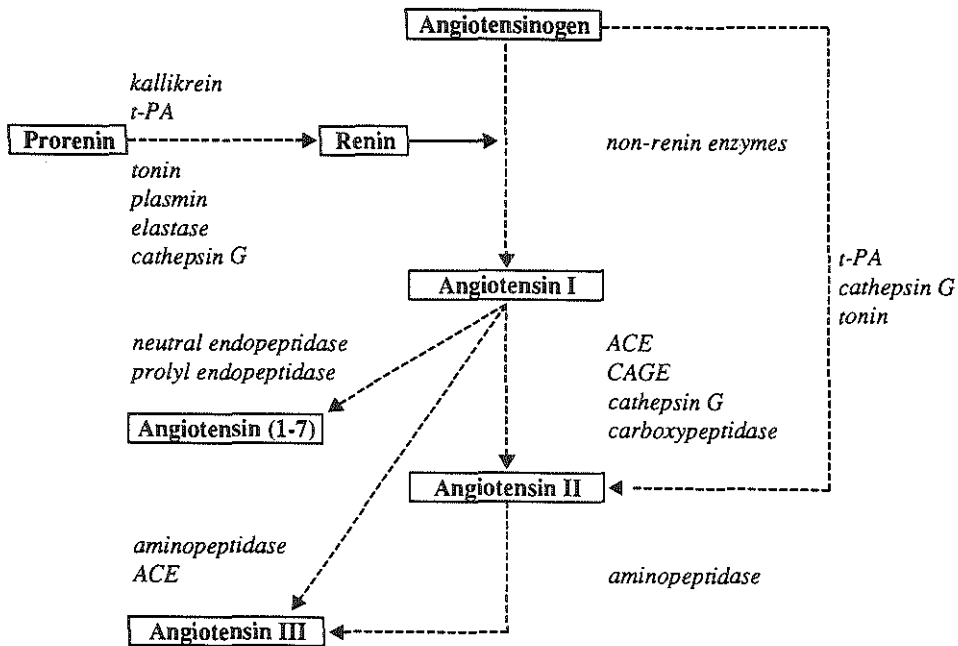 Angiotensinogen
kallikrein
t-PA
Prorenin
Renin
non-renin enzymes
tonin
plasmin
elastase
cathepsin G
t-PA
cathepsin G
tonin
Angiotensin I
neutral endopeptidase
prolyl endopeptidase
ACE
CAGE
cathepsin G
carboxypeptidase
Angiotensin (1-7)
Angiotensin II
aminopeptidase
ACE
aminopeptidase
Angiotensin III